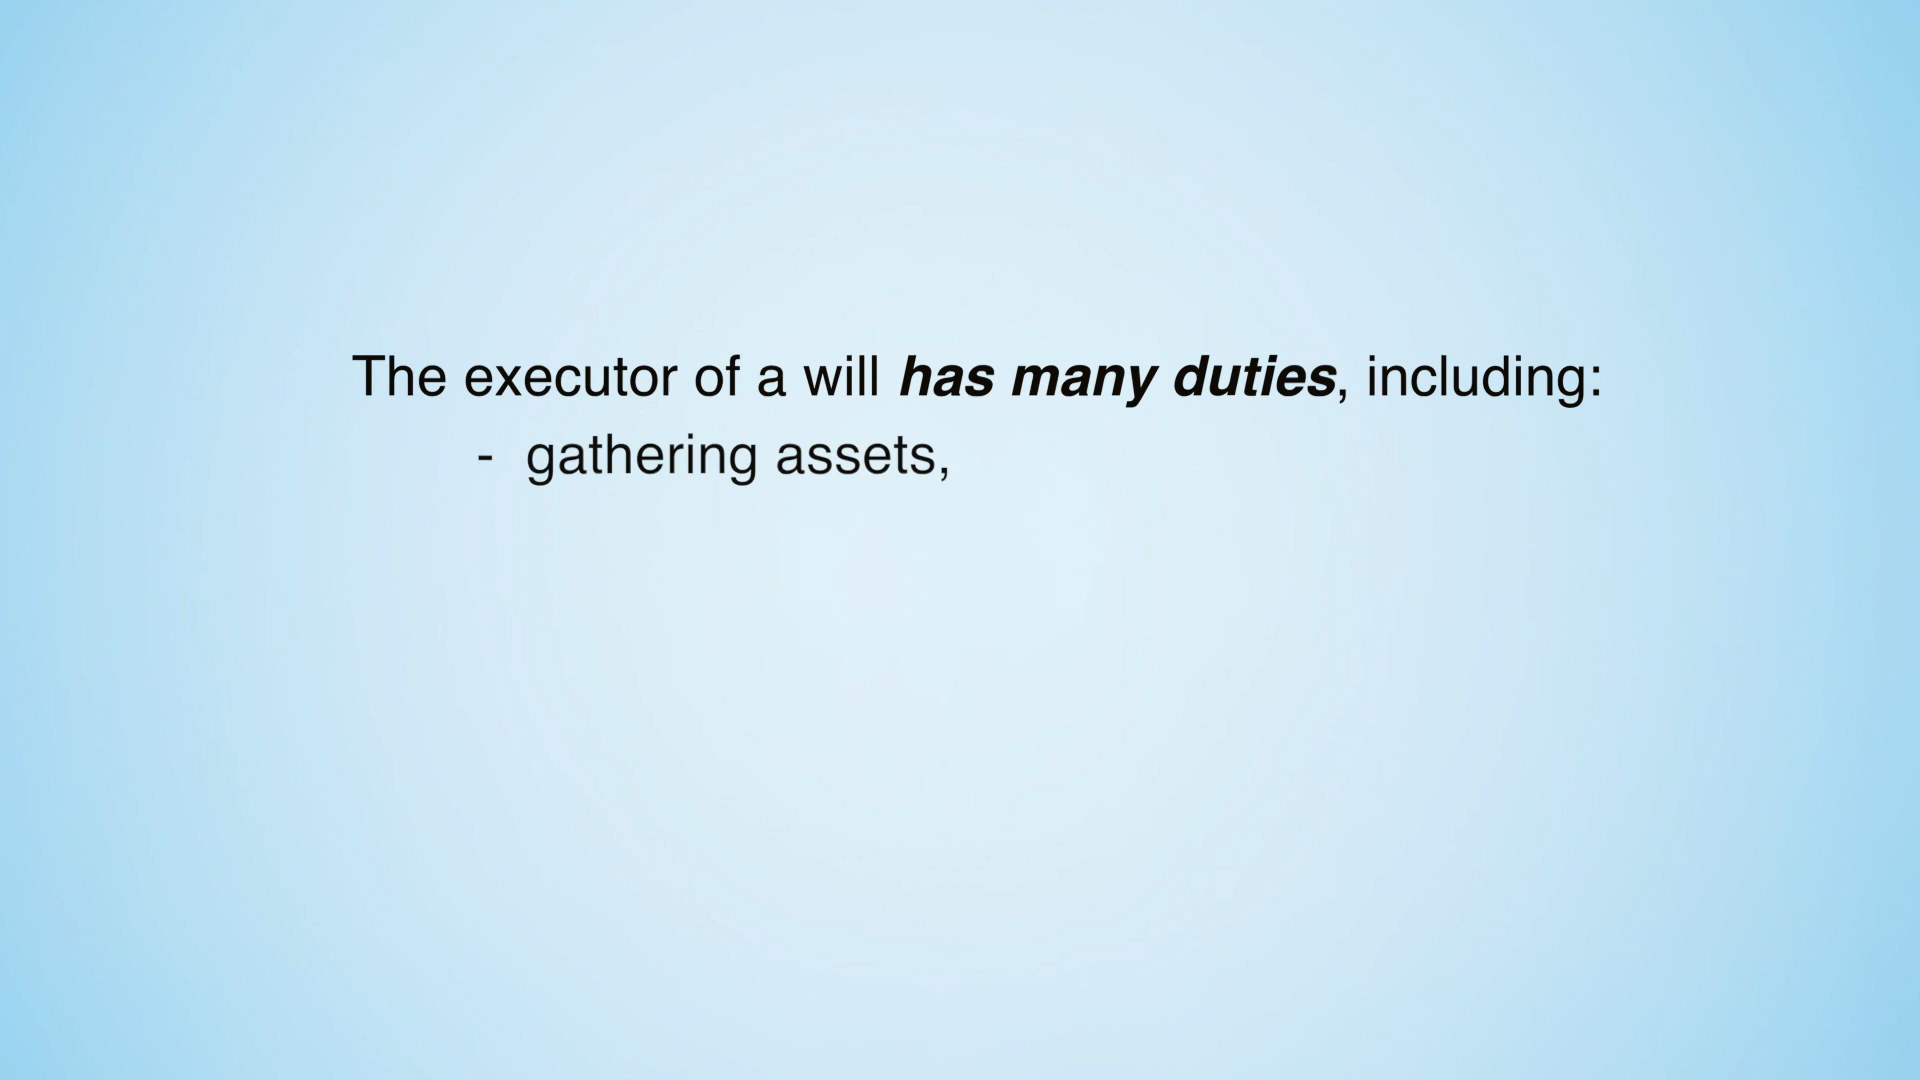 The executor of a will has many duties, including:
- gathering assets,